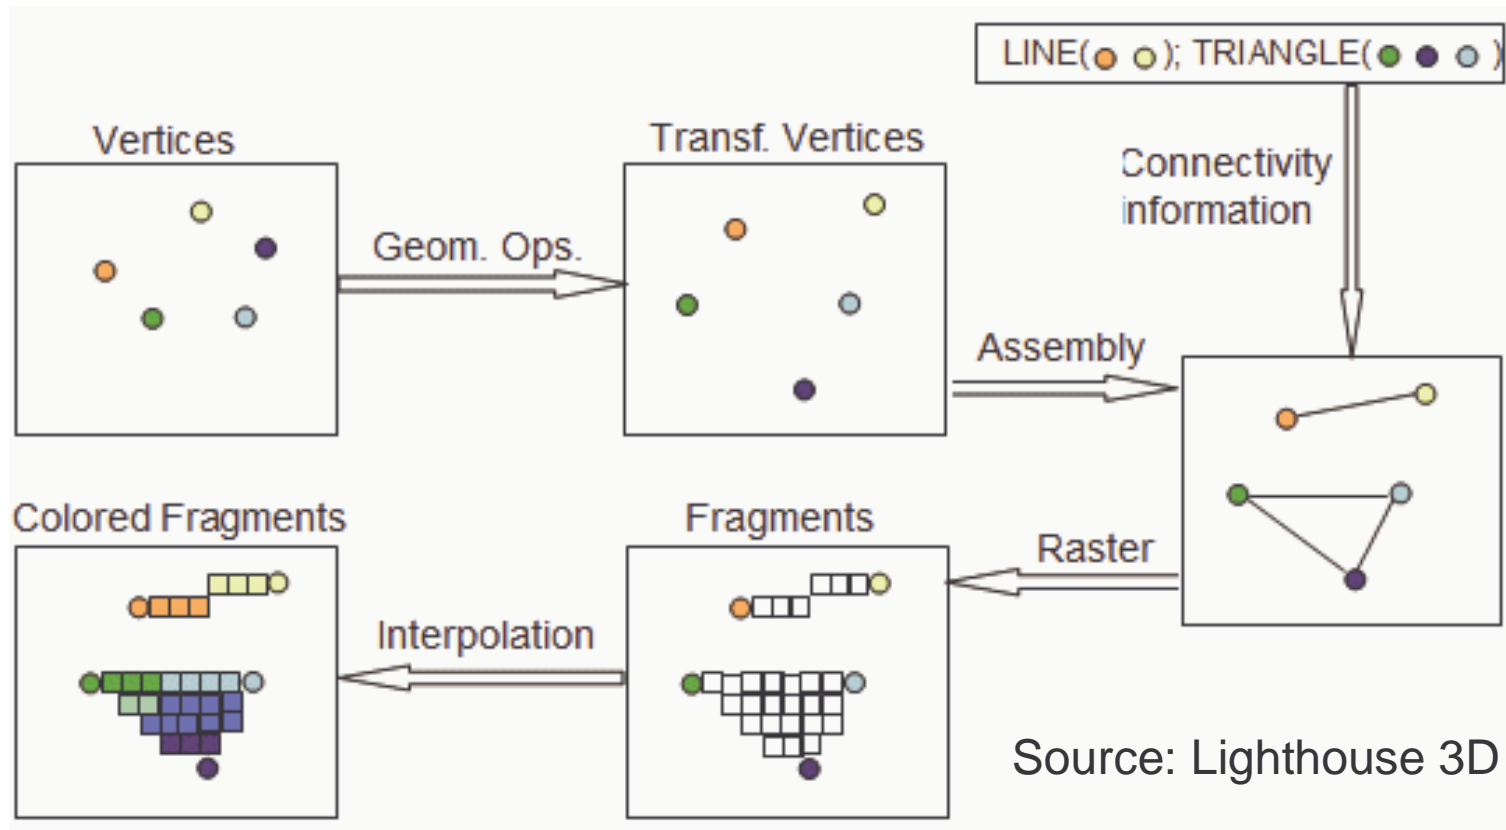 LINE( ); TRIANGLE( )
Vertices
Transf. Vertices
Connectivity
information
Geom. Ops.
Assembly
Colored Fragments
Fragments
Raster
Interpolation
Source: Lighthouse 3D